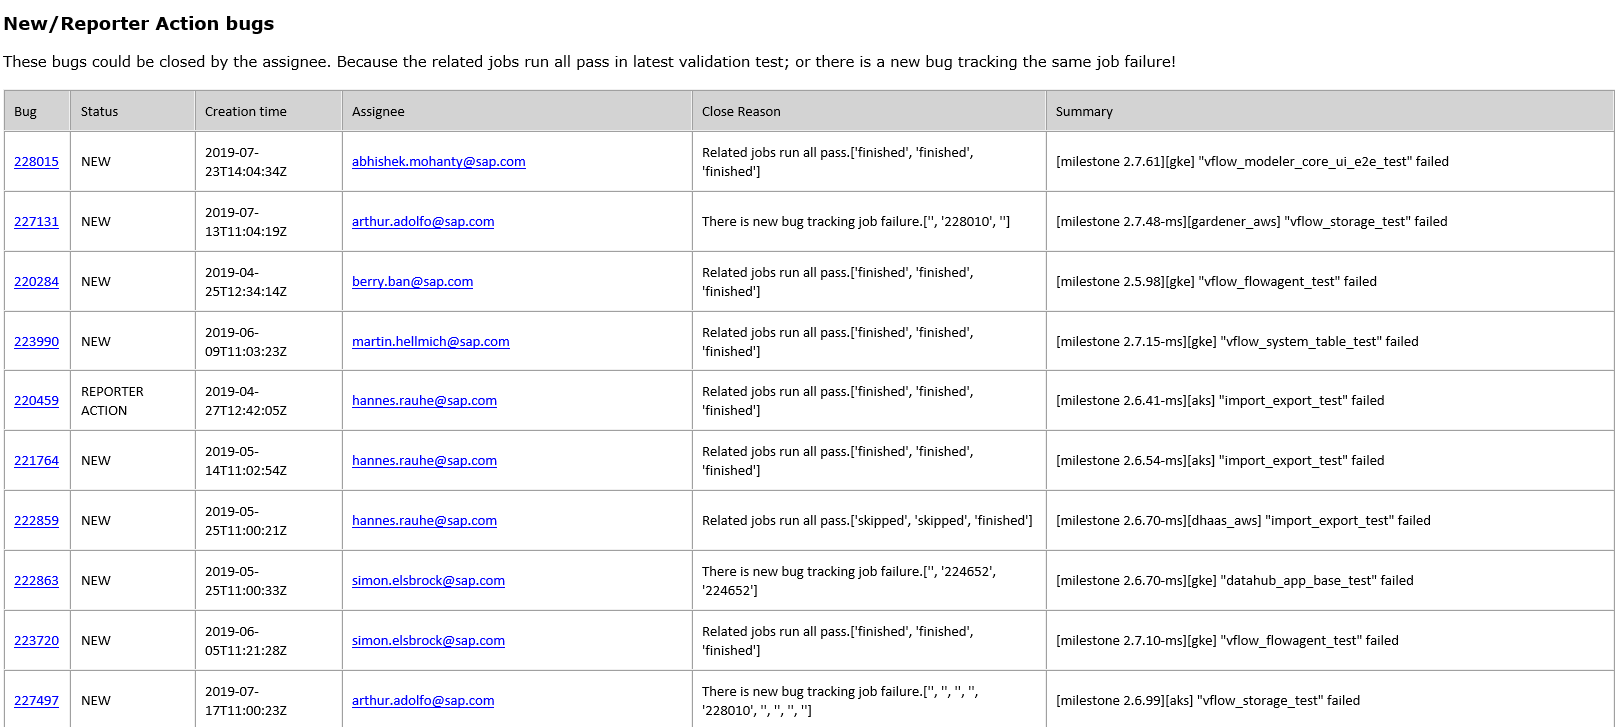 New/Reporter Action bugs
These bugs could be closed by the assignee. Because the related jobs run all pass in latest validation test; or there is a new bug tracking the same job failure!
Bug Status Creation time Assignee Close Reason Summary
228015 NEW 2019-07-23T14:04:34Z abhishek.mohanty@sap.com Related jobs run all pass.['finished', 'finished', 'finished'] [milestone 2.7.61][gke] "vflow_modeler_core_ui_e2e_test" failed
227131 NEW 2019-07-13T11:04:19Z arthur.adolfo@sap.com There is new bug tracking job failure.['', '228010', ''] [milestone 2.7.48-ms][gardener_aws] "vflow_storage_test" failed
220284 NEW 2019-04-25T12:34:14Z berry.ban@sap.com Related jobs run all pass.['finished', 'finished', 'finished'] [milestone 2.5.98][gke] "vflow_flowagent_test" failed
223990 NEW 2019-06-09T11:03:23Z martin.hellmich@sap.com Related jobs run all pass.['finished', 'finished', 'finished'] [milestone 2.7.15-ms][gke] "vflow_system_table_test" failed
220459 REPORTER ACTION 2019-04-27T12:42:05Z hannes.rauhe@sap.com Related jobs run all pass.['finished', 'finished', 'finished'] [milestone 2.6.41-ms][aks] "import_export_test" failed
221764 NEW 2019-05-14T11:02:54Z hannes.rauhe@sap.com Related jobs run all pass.['finished', 'finished', 'finished'] [milestone 2.6.54-ms][aks] "import_export_test" failed
222859 NEW 2019-05-25T11:00:21Z hannes.rauhe@sap.com Related jobs run all pass.['skipped', 'skipped', 'finished'] [milestone 2.6.70-ms][dhaas_aws] "import_export_test" failed
222863 NEW 2019-05-25T11:00:33Z simon.elsbrock@sap.com There is new bug tracking job failure.['', '224652', '224652'] [milestone 2.6.70-ms][gke] "datahub_app_base_test" failed
223720 NEW 2019-06-05T11:21:28Z simon.elsbrock@sap.com Related jobs run all pass.['finished', 'finished', 'finished'] [milestone 2.7.10-ms][gke] "vflow_flowagent_test" failed
227497 NEW 2019-07-17T11:00:23Z arthur.adolfo@sap.com There is new bug tracking job failure.['', '', '', '', '228010', '', '', '', ''] [milestone 2.6.99][aks] "vflow_storage_test" failed